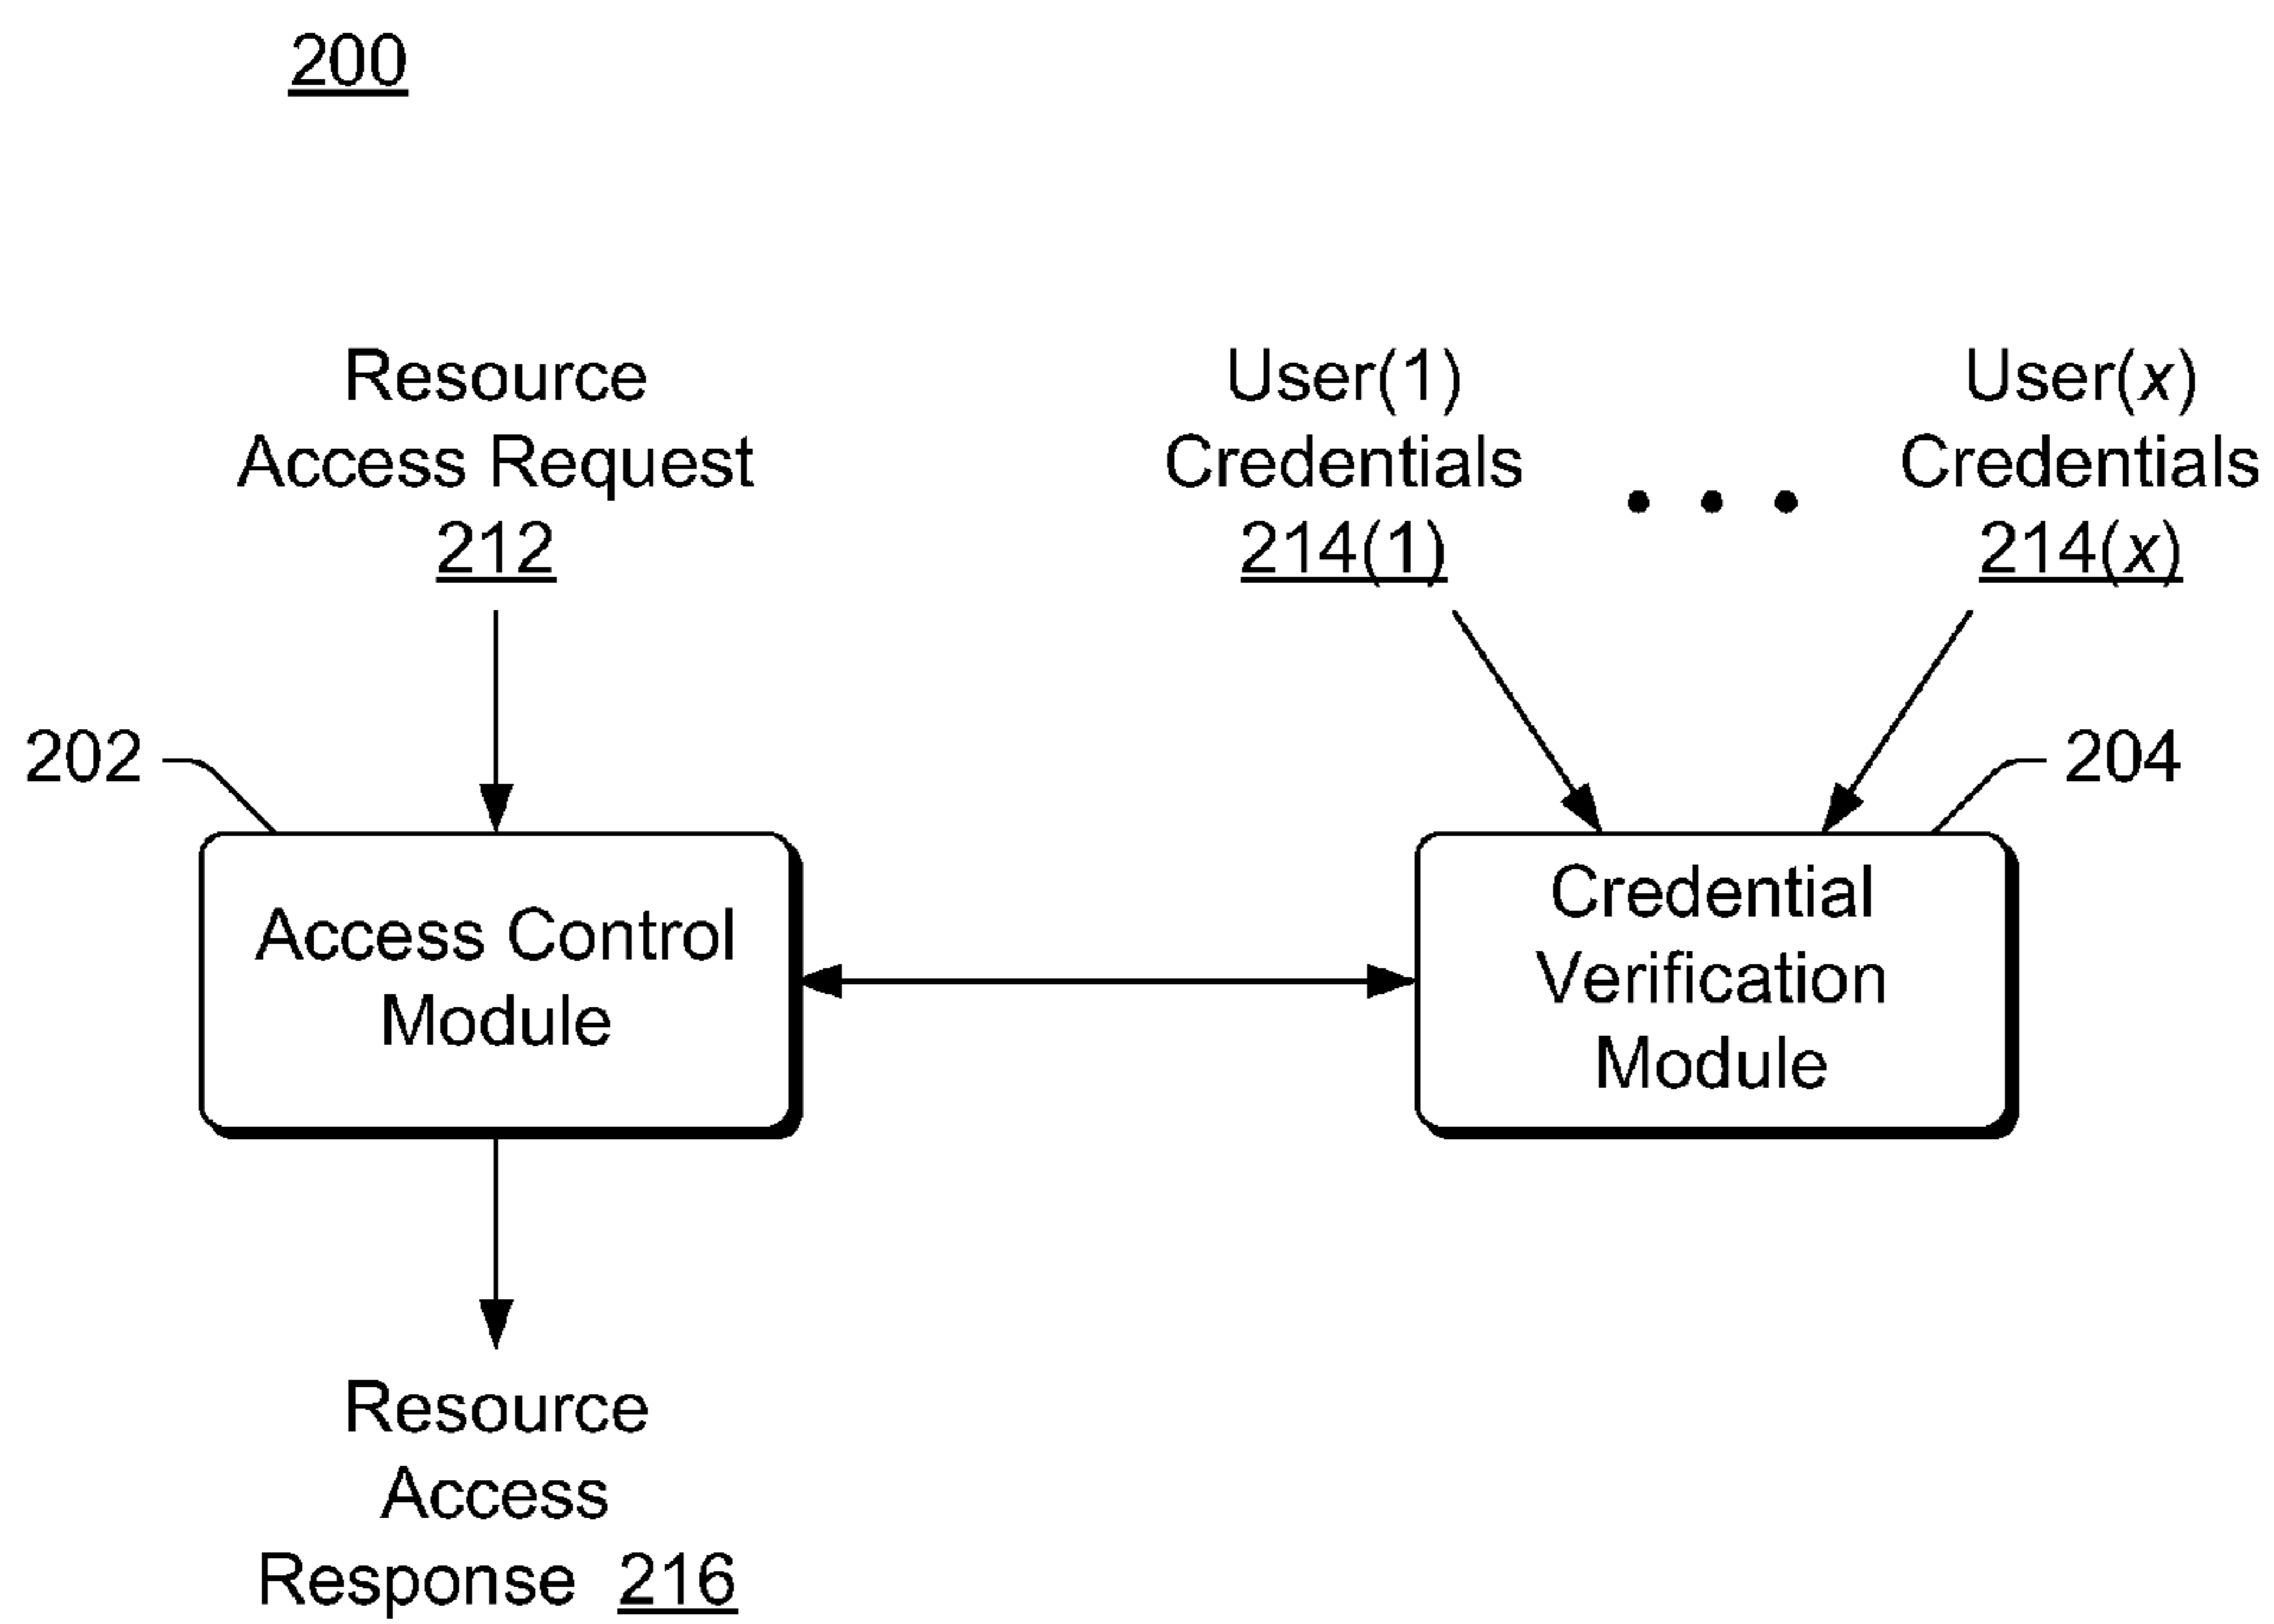 200
Resource
Access Request
212
User(1)
Credentials
214(1)
• • •
User(x)
Credentials
214(x)
202
204
Access Control
Module
Credential
Verification
Module
Resource
Access
Response 216